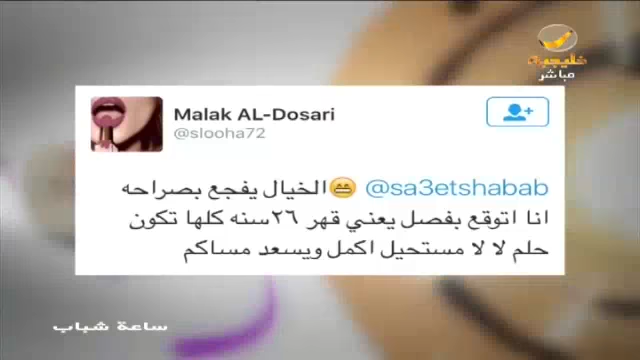 خليجية
مباشر
Malak AL-Dosari
@slooha72
@sa3etshabab 😄الخيال يفجع بصراحه
انا اتوقع بفصل يعني قهر ٢٦سنه كلها تكون
حلم لا لا مستحيل اكمل ويسعد مساكم
ساعة شباب